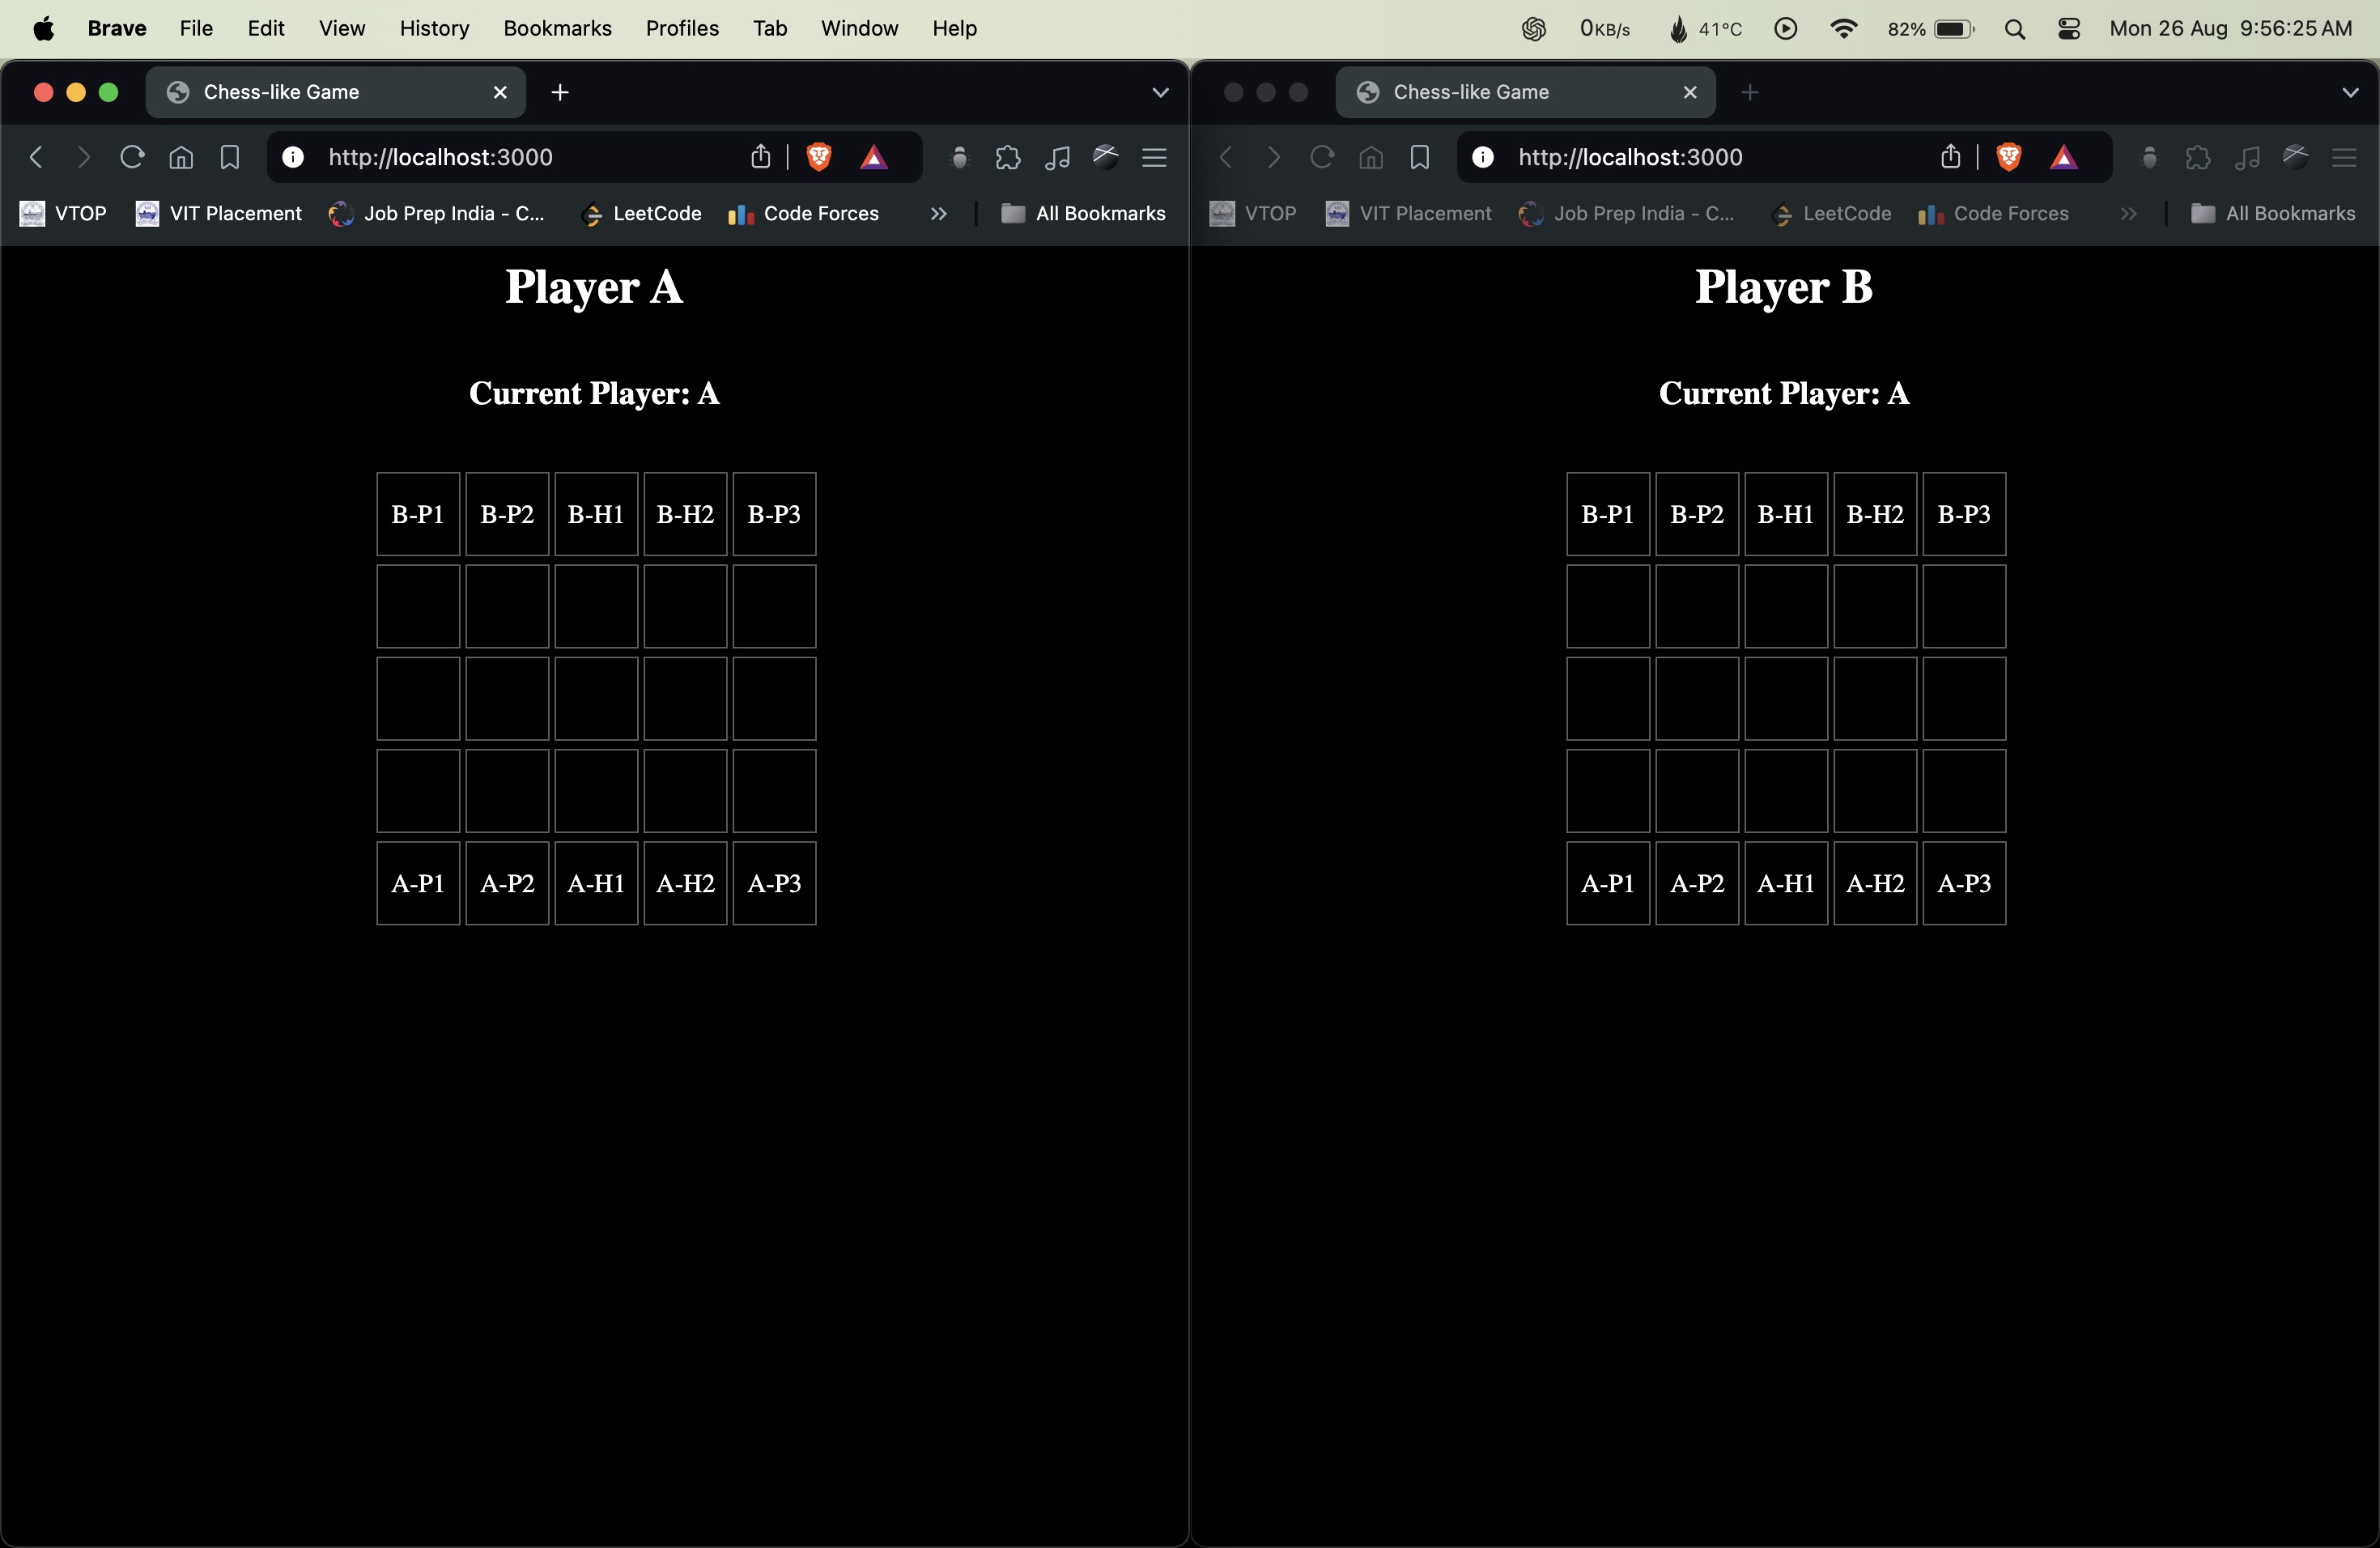 Brave File Edit View History Bookmarks Profiles Tab Window Help 0KB/s 41°C 82% Mon 26 Aug 9:56:25 AM
Chess-like Game
http://localhost:3000
VTOP VIT Placement Job Prep India - C... LeetCode Code Forces All Bookmarks
Player A
Current Player: A
B-P1 B-P2 B-H1 B-H2 B-P3
A-P1 A-P2 A-H1 A-H2 A-P3
Chess-like Game
http://localhost:3000
VTOP VIT Placement Job Prep India - C... LeetCode Code Forces All Bookmarks
Player B
Current Player: A
B-P1 B-P2 B-H1 B-H2 B-P3
A-P1 A-P2 A-H1 A-H2 A-P3